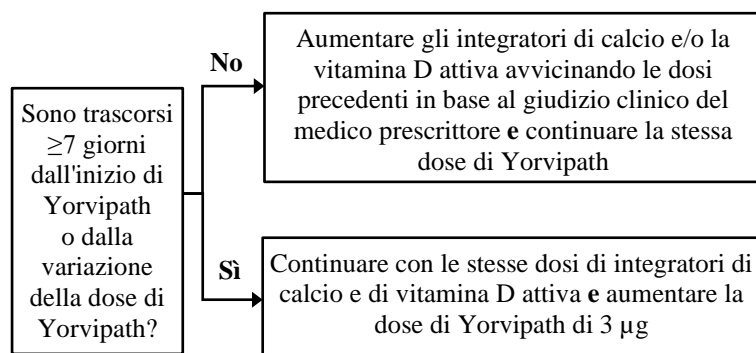 Sono trascorsi
≥7 giorni
dall'inizio di
Yorvipath
o dalla
variazione
della dose di
Yorvipath?
No
Aumentare gli integratori di calcio e/o la
vitamina D attiva avvicinando le dosi
precedenti in base al giudizio clinico del
medico prescrittore e continuare la stessa
dose di Yorvipath
Sì
Continuare con le stesse dosi di integratori di
calcio e di vitamina D attiva e aumentare la
dose di Yorvipath di 3 µg